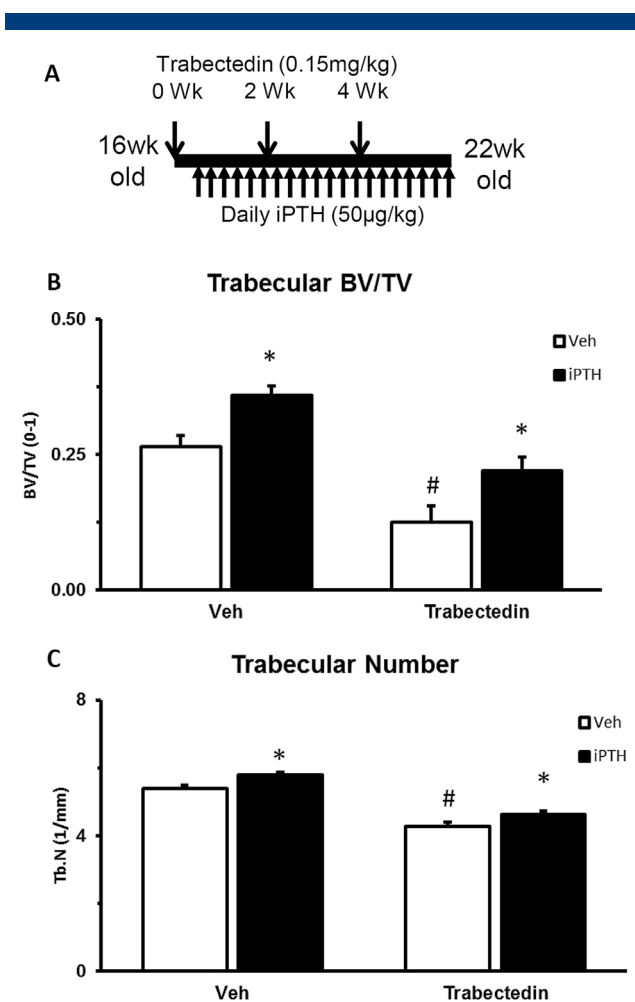 A
Trabectedin (0.15mg/kg)
0 Wk 2 Wk 4 Wk
16wk old
22wk old
Daily iPTH (50µg/kg)
B
Trabecular BV/TV
0.50
0.25
0.00
BV/TV (0-1)
Veh
iPTH
*
#
*
Veh Trabectedin
C
Trabecular Number
8
4
0
Tb.N (1/mm)
Veh
iPTH
*
#
*
Veh Trabectedin